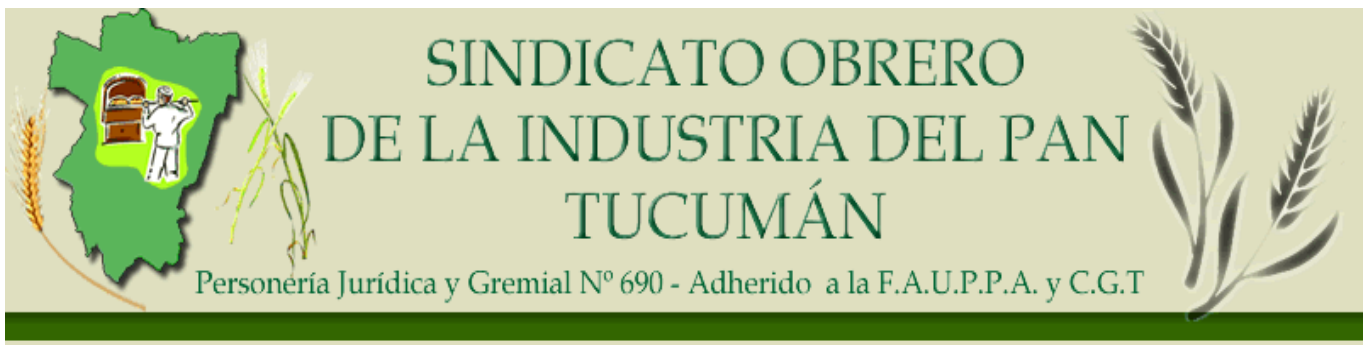 SINDICATO OBRERO
DE LA INDUSTRIA DEL PAN
TUCUMÁN
Personería Jurídica y Gremial Nº 690 - Adherido a la F.A.U.P.P.A. y C.G.T